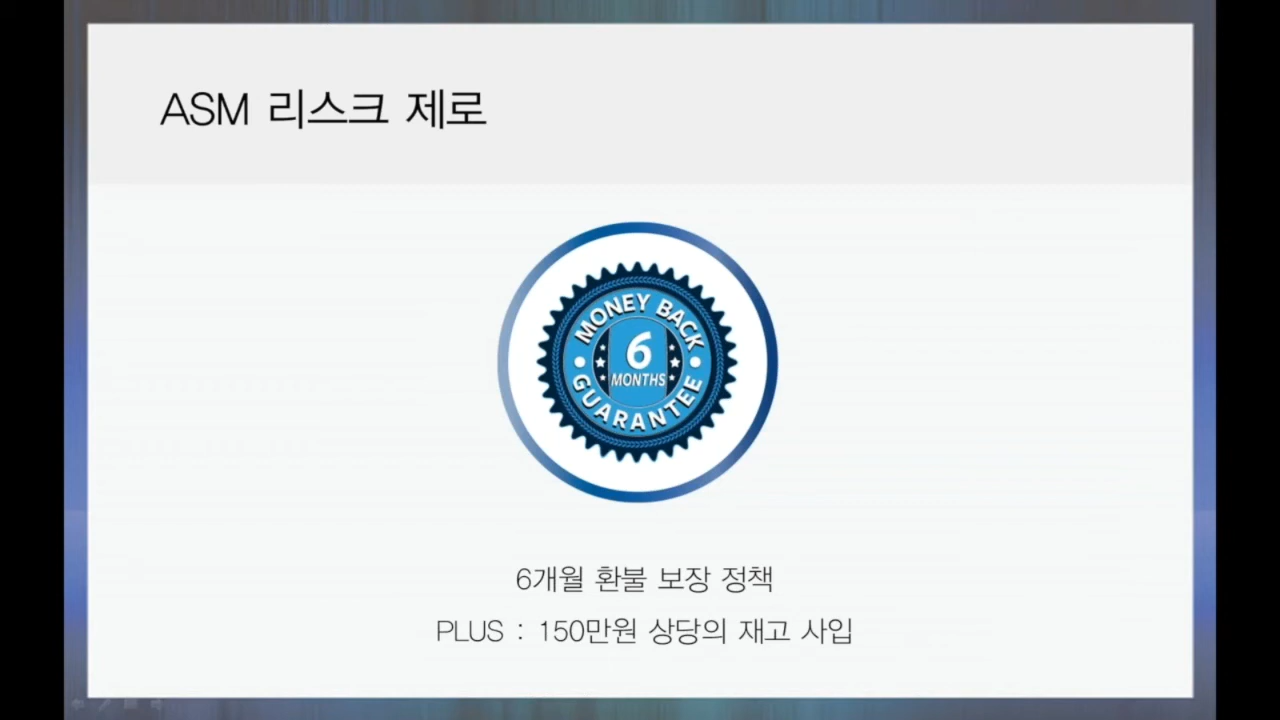 ASM 리스크 제로
MONEY BACK
6
MONTHS
GUARANTEE
6개월 환불 보장 정책
PLUS : 150만원 상당의 재고 사입